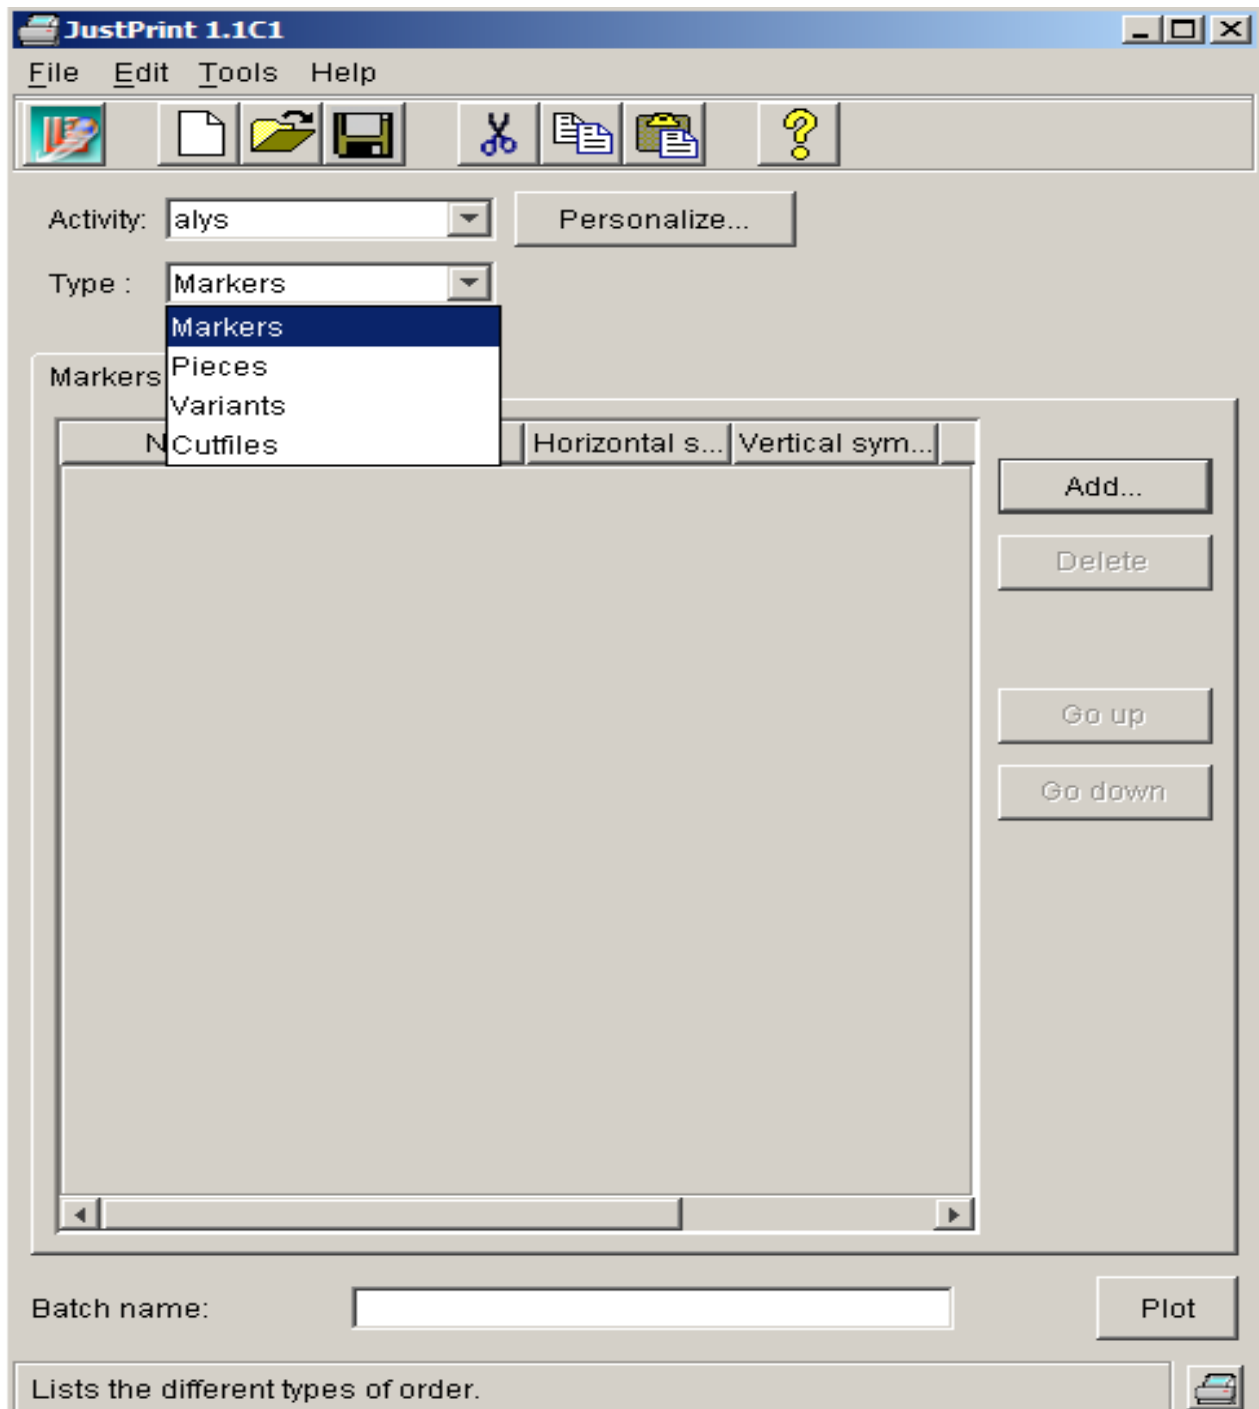 JustPrint 1.1C1
File Edit Tools Help
Activity: alys Personalize...
Type : Markers
Markers
Pieces
Markers
Variants
Cutfiles
N Horizontal s... Vertical sym...
Add...
Delete
Go up
Go down
Batch name: Plot
Lists the different types of order.